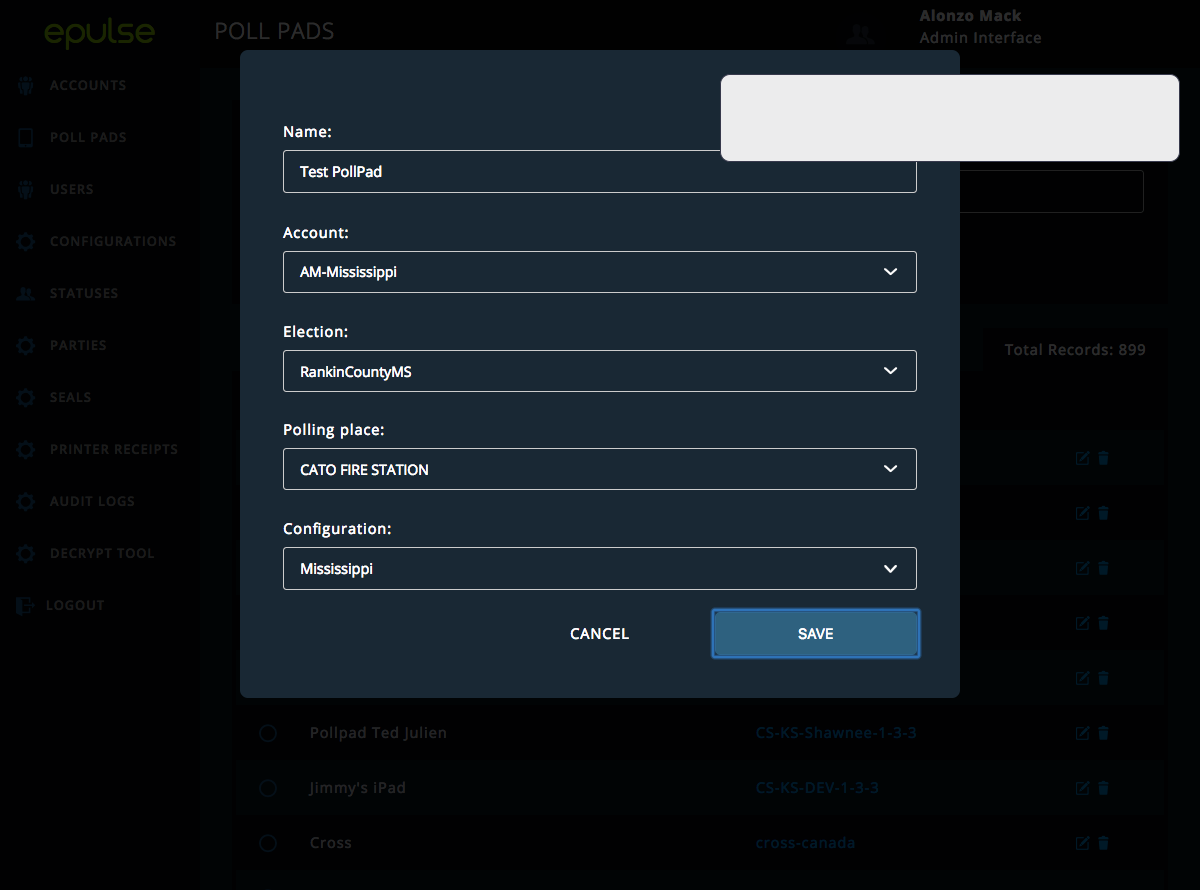 epulse
POLL PADS
Alonzo Mack
Admin Interface
ACCOUNTS
POLL PADS
USERS
CONFIGURATIONS
STATUSES
PARTIES
SEALS
PRINTER RECEIPTS
AUDIT LOGS
DECRYPT TOOL
LOGOUT
Name:
Test PollPad
Account:
AM-Mississippi
Election:
RankinCountyMS
Polling place:
CATO FIRE STATION
Configuration:
Mississippi
CANCEL SAVE
Total Records: 899
Pollpad Ted Julien CS-KS-Shawnee-1-3-3
Jimmy's iPad CS-KS-DEV-1-3-3
Cross cross-canada